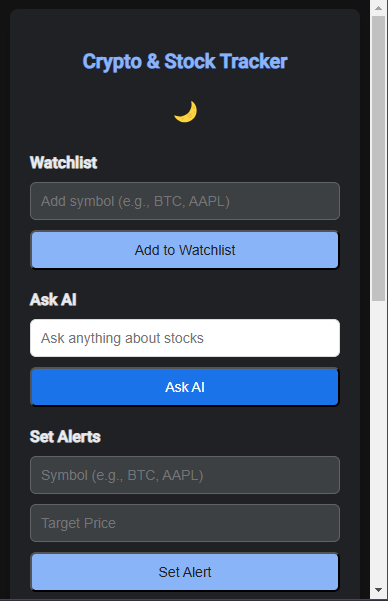 Crypto & Stock Tracker
Watchlist
Add symbol (e.g., BTC, AAPL)
Add to Watchlist
Ask AI
Ask anything about stocks
Ask AI
Set Alerts
Symbol (e.g., BTC, AAPL)
Target Price
Set Alert